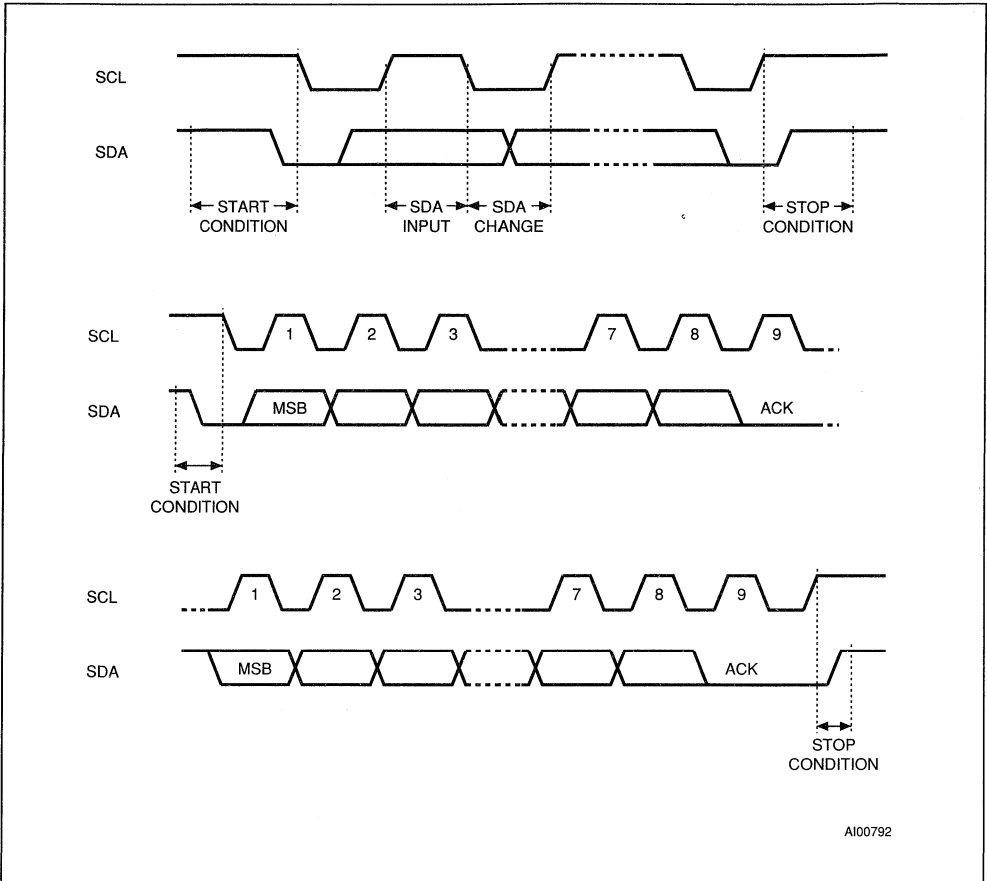 SCL
SDA
START
CONDITION
SDA
INPUT
SDA
CHANGE
STOP
CONDITION
SCL
1 2 3 7 8 9
SDA
MSB ACK
START
CONDITION
SCL
1 2 3 7 8 9
SDA
MSB ACK
STOP
CONDITION
AI00792